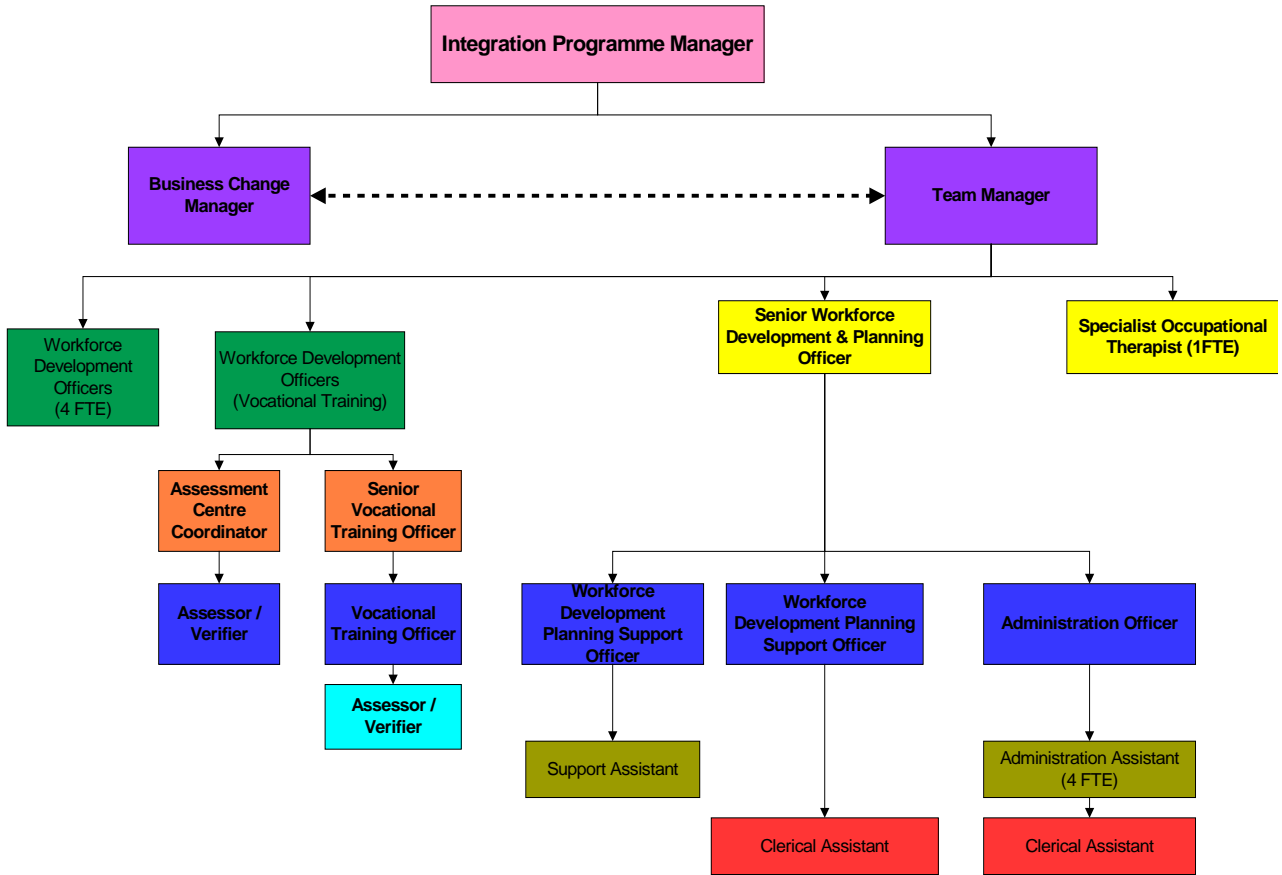 Integration Programme Manager
Business Change
Manager
Team Manager
Workforce
Development
Officers
(4 FTE)
Workforce Development
Officers
(Vocational Training)
Senior Workforce
Development & Planning
Officer
Specialist Occupational
Therapist (1FTE)
Assessment
Centre
Coordinator
Senior
Vocational
Training Officer
Assessor /
Verifier
Vocational
Training Officer
Workforce
Development
Planning Support
Officer
Workforce
Development Planning
Support Officer
Administration Officer
Assessor /
Verifier
Support Assistant
Administration Assistant
(4 FTE)
Clerical Assistant
Clerical Assistant